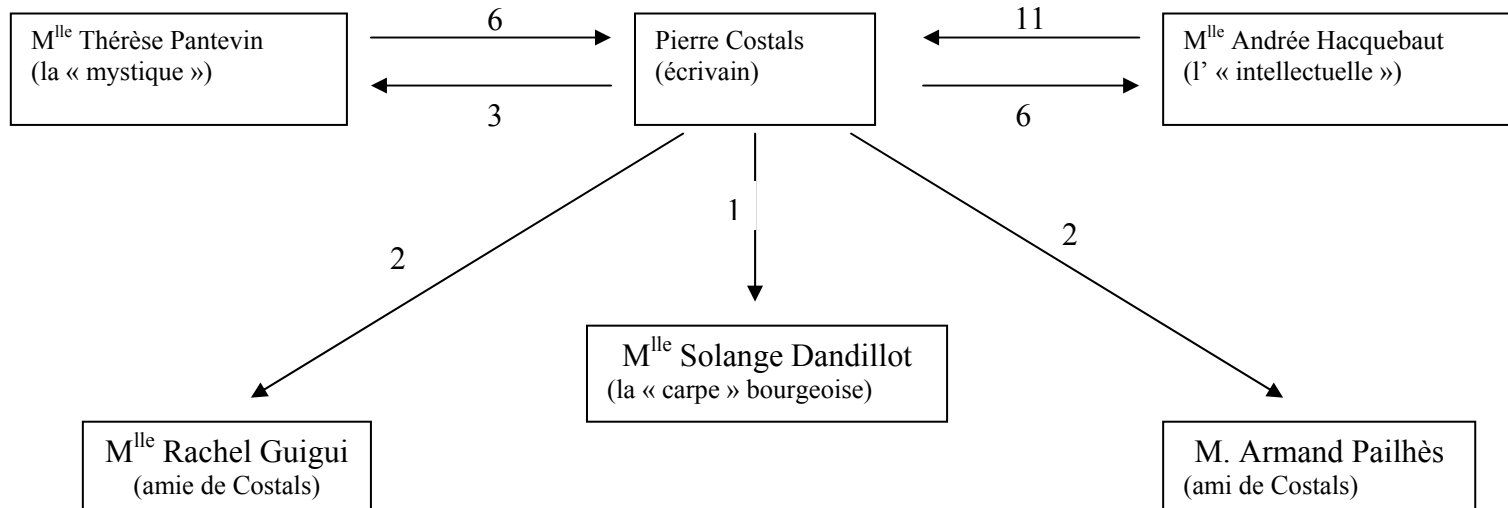 Mlle Thérèse Pantevin
(la « mystique »)
6
3
Pierre Costals
(écrivain)
11
6
Mlle Andrée Hacquebaut
(l' « intellectuelle »)
2
1
2
Mlle Solange Dandillot
(la « carpe » bourgeoise)
Mlle Rachel Guigui
(amie de Costals)
M. Armand Pailhès
(ami de Costals)